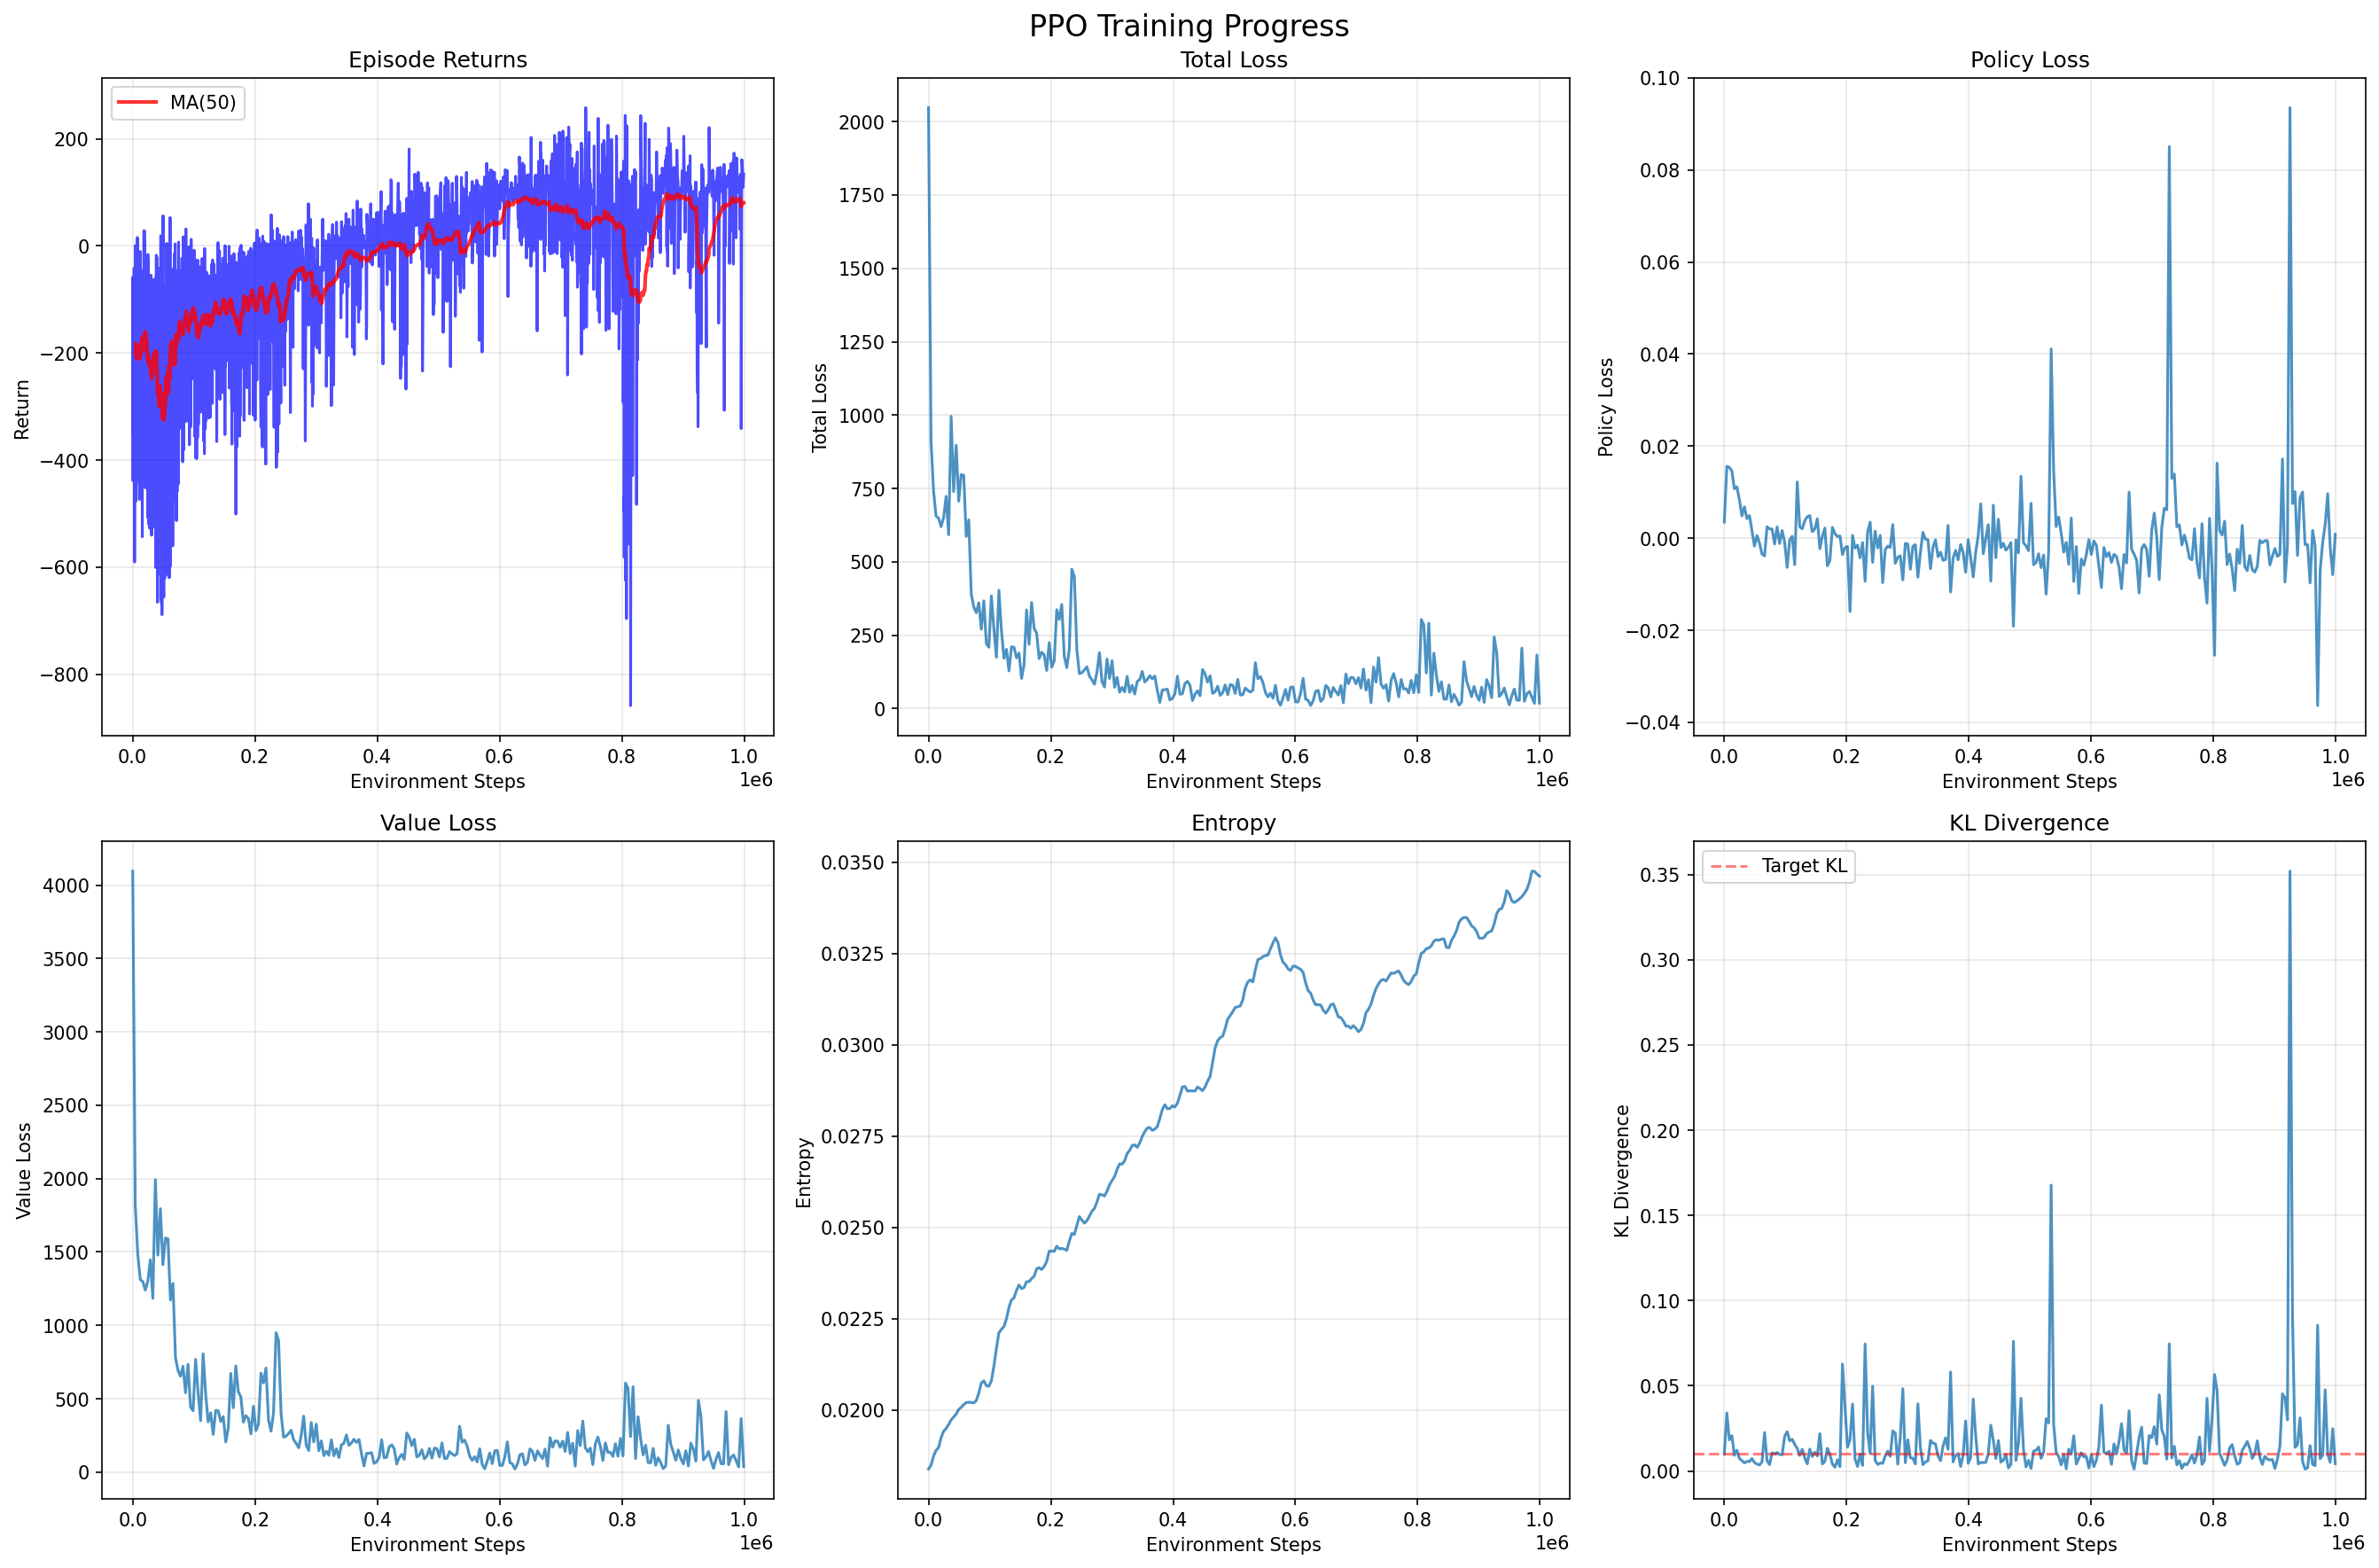 PPO Training Progress
Episode Returns
MA(50)
Return
200
0
−200
−400
−600
−800
0.0 0.2 0.4 0.6 0.8 1.0
1e6
Environment Steps
Total Loss
Total Loss
2000
1750
1500
1250
1000
750
500
250
0
0.0 0.2 0.4 0.6 0.8 1.0
1e6
Environment Steps
Policy Loss
Policy Loss
0.10
0.08
0.06
0.04
0.02
0.00
−0.02
−0.04
0.0 0.2 0.4 0.6 0.8 1.0
1e6
Environment Steps
Value Loss
Value Loss
4000
3500
3000
2500
2000
1500
1000
500
0
0.0 0.2 0.4 0.6 0.8 1.0
1e6
Environment Steps
Entropy
Entropy
0.0350
0.0325
0.0300
0.0275
0.0250
0.0225
0.0200
0.0 0.2 0.4 0.6 0.8 1.0
1e6
Environment Steps
KL Divergence
Target KL
KL Divergence
0.35
0.30
0.25
0.20
0.15
0.10
0.05
0.00
0.0 0.2 0.4 0.6 0.8 1.0
1e6
Environment Steps